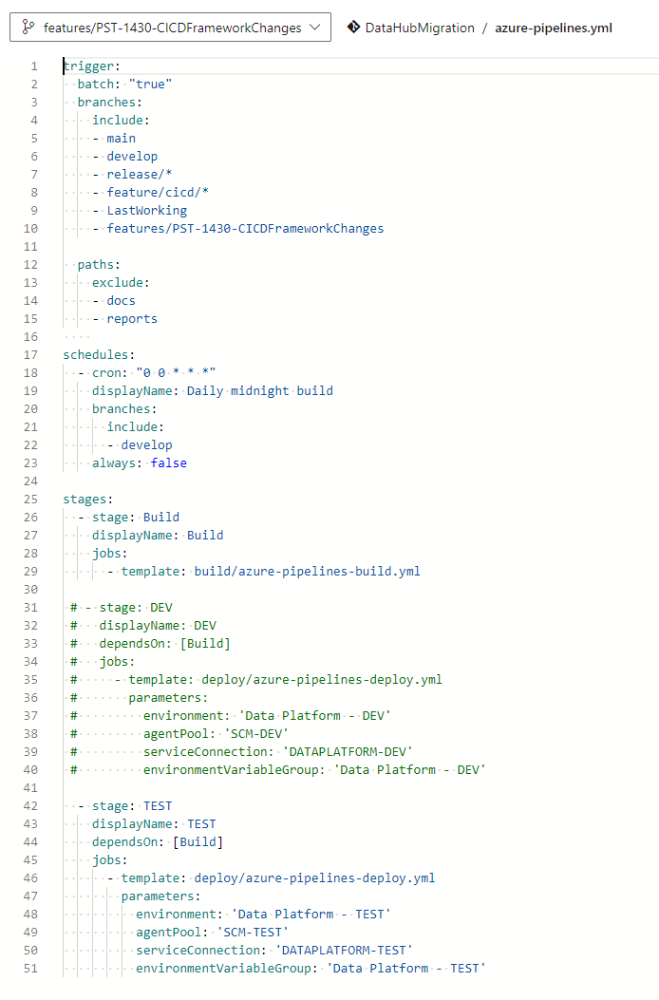 features/PST-1430-CICDFrameworkChanges DataHubMigration / azure-pipelines.yml
1 trigger:
2   batch: "true"
3   branches:
4     include:
5     - main
6     - develop
7     - release/*
8     - feature/cicd/*
9     - LastWorking
10     - features/PST-1430-CICDFrameworkChanges
11
12   paths:
13     exclude:
14     - docs
15     - reports
16
17 schedules:
18   - cron: "0 0 * * *"
19     displayName: Daily midnight build
20     branches:
21       include:
22       - develop
23     always: false
24
25 stages:
26   - stage: Build
27     displayName: Build
28     jobs:
29       - template: build/azure-pipelines-build.yml
30
31  # - stage: DEV
32  #   displayName: DEV
33  #   dependsOn: [Build]
34  #   jobs:
35  #     - template: deploy/azure-pipelines-deploy.yml
36  #       parameters:
37  #         environment: 'Data Platform - DEV'
38  #         agentPool: 'SCM-DEV'
39  #         serviceConnection: 'DATAPLATFORM-DEV'
40  #         environmentVariableGroup: 'Data Platform - DEV'
41
42   - stage: TEST
43     displayName: TEST
44     dependsOn: [Build]
45     jobs:
46       - template: deploy/azure-pipelines-deploy.yml
47         parameters:
48           environment: 'Data Platform - TEST'
49           agentPool: 'SCM-TEST'
50           serviceConnection: 'DATAPLATFORM-TEST'
51           environmentVariableGroup: 'Data Platform - TEST'